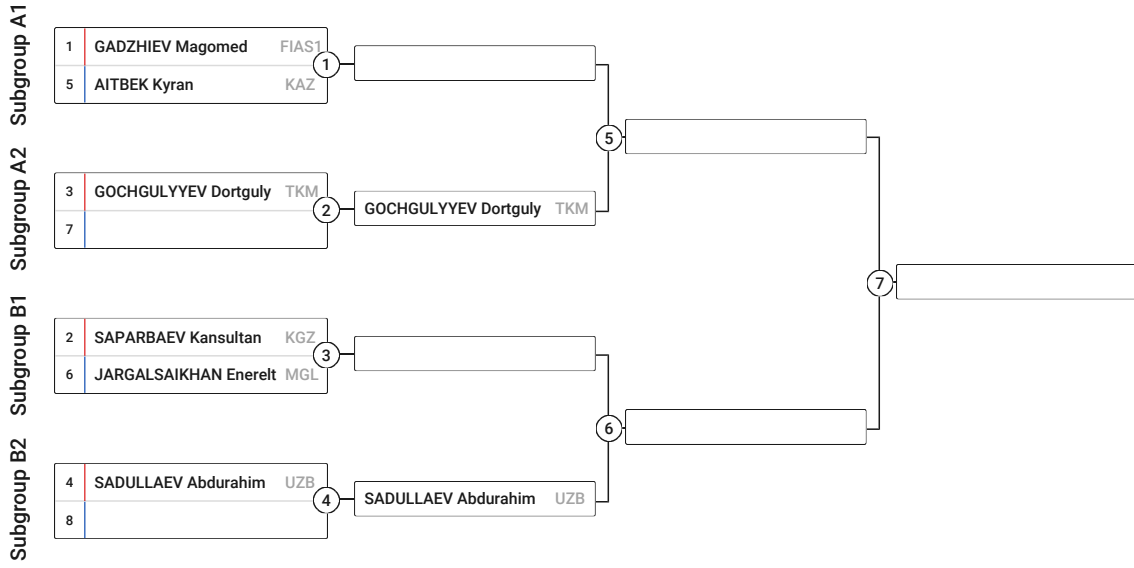 Subgroup A1
1 GADZHIEV Magomed FIAS1
5 AITBEK Kyran KAZ
1
5
Subgroup A2
3 GOCHGULYYEV Dortguly TKM
7
2
GOCHGULYYEV Dortguly TKM
7
Subgroup B1
2 SAPARBAEV Kansultan KGZ
6 JARGALSAIKHAN Enerelt MGL
3
6
Subgroup B2
4 SADULLAEV Abdurahim UZB
8
4
SADULLAEV Abdurahim UZB